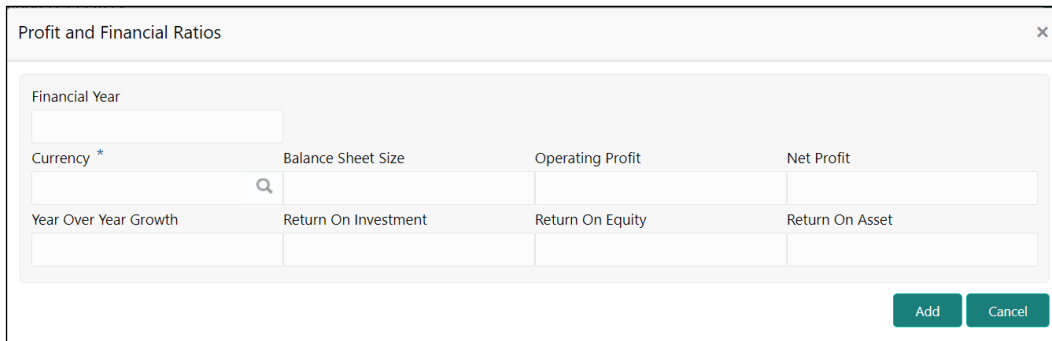 Profit and Financial Ratios
Financial Year
Currency * Balance Sheet Size Operating Profit Net Profit
Year Over Year Growth Return On Investment Return On Equity Return On Asset
Add Cancel